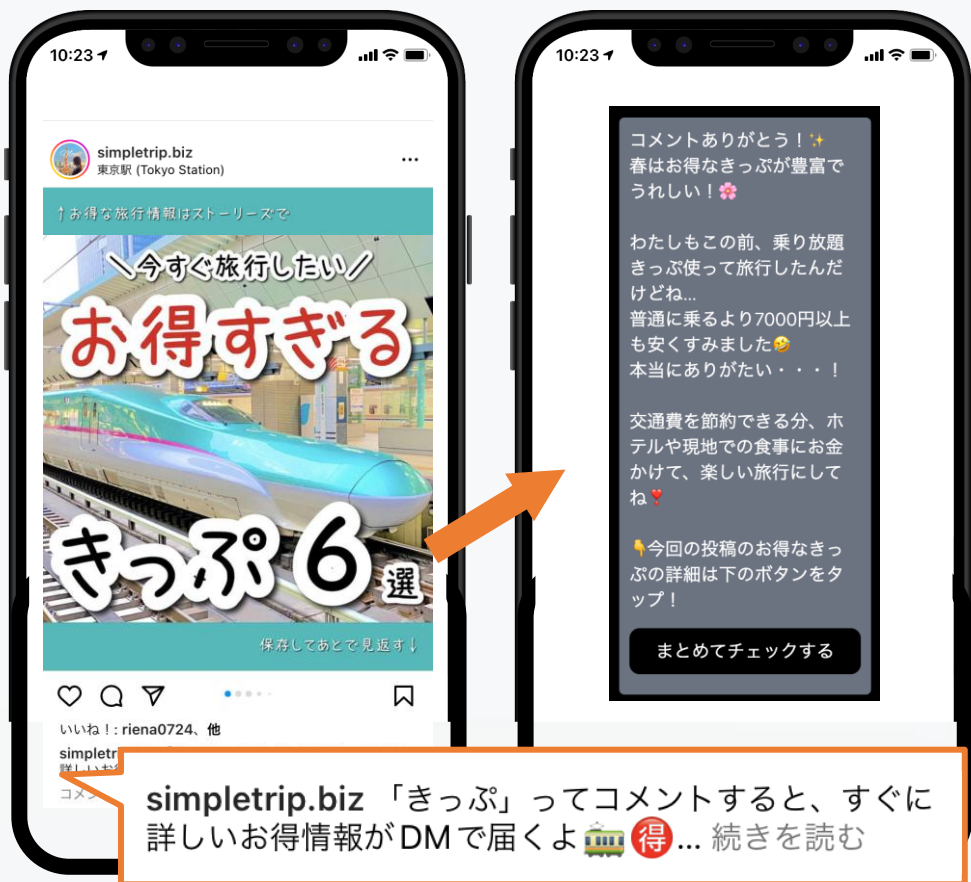 10:23
simpletrip.biz
東京駅 (Tokyo Station)
↑お得な旅行情報はストーリーズで
\今すぐ旅行したい/
お得すぎる
きっぷ6選
保存してあとで見返す↓
いいね!: riena0724、他
simpletr
詳しいお得
コメン
simpletrip.biz 「きっぷ」ってコメントすると、すぐに
詳しいお得情報がDMで届くよ🚋🉐... 続きを読む
10:23
コメントありがとう!✨
春はお得なきっぷが豊富で
うれしい!🌸
わたしもこの前、乗り放題
きっぷ使って旅行したんだ
けどね...
普通に乗るより7000円以上
も安くすみました🤣
本当にありがたい・・・!
交通費を節約できる分、ホ
テルや現地での食事にお金
かけて、楽しい旅行にして
ね❣️
👇今回の投稿のお得なきっ
ぷの詳細は下のボタンをタ
ップ!
まとめてチェックする